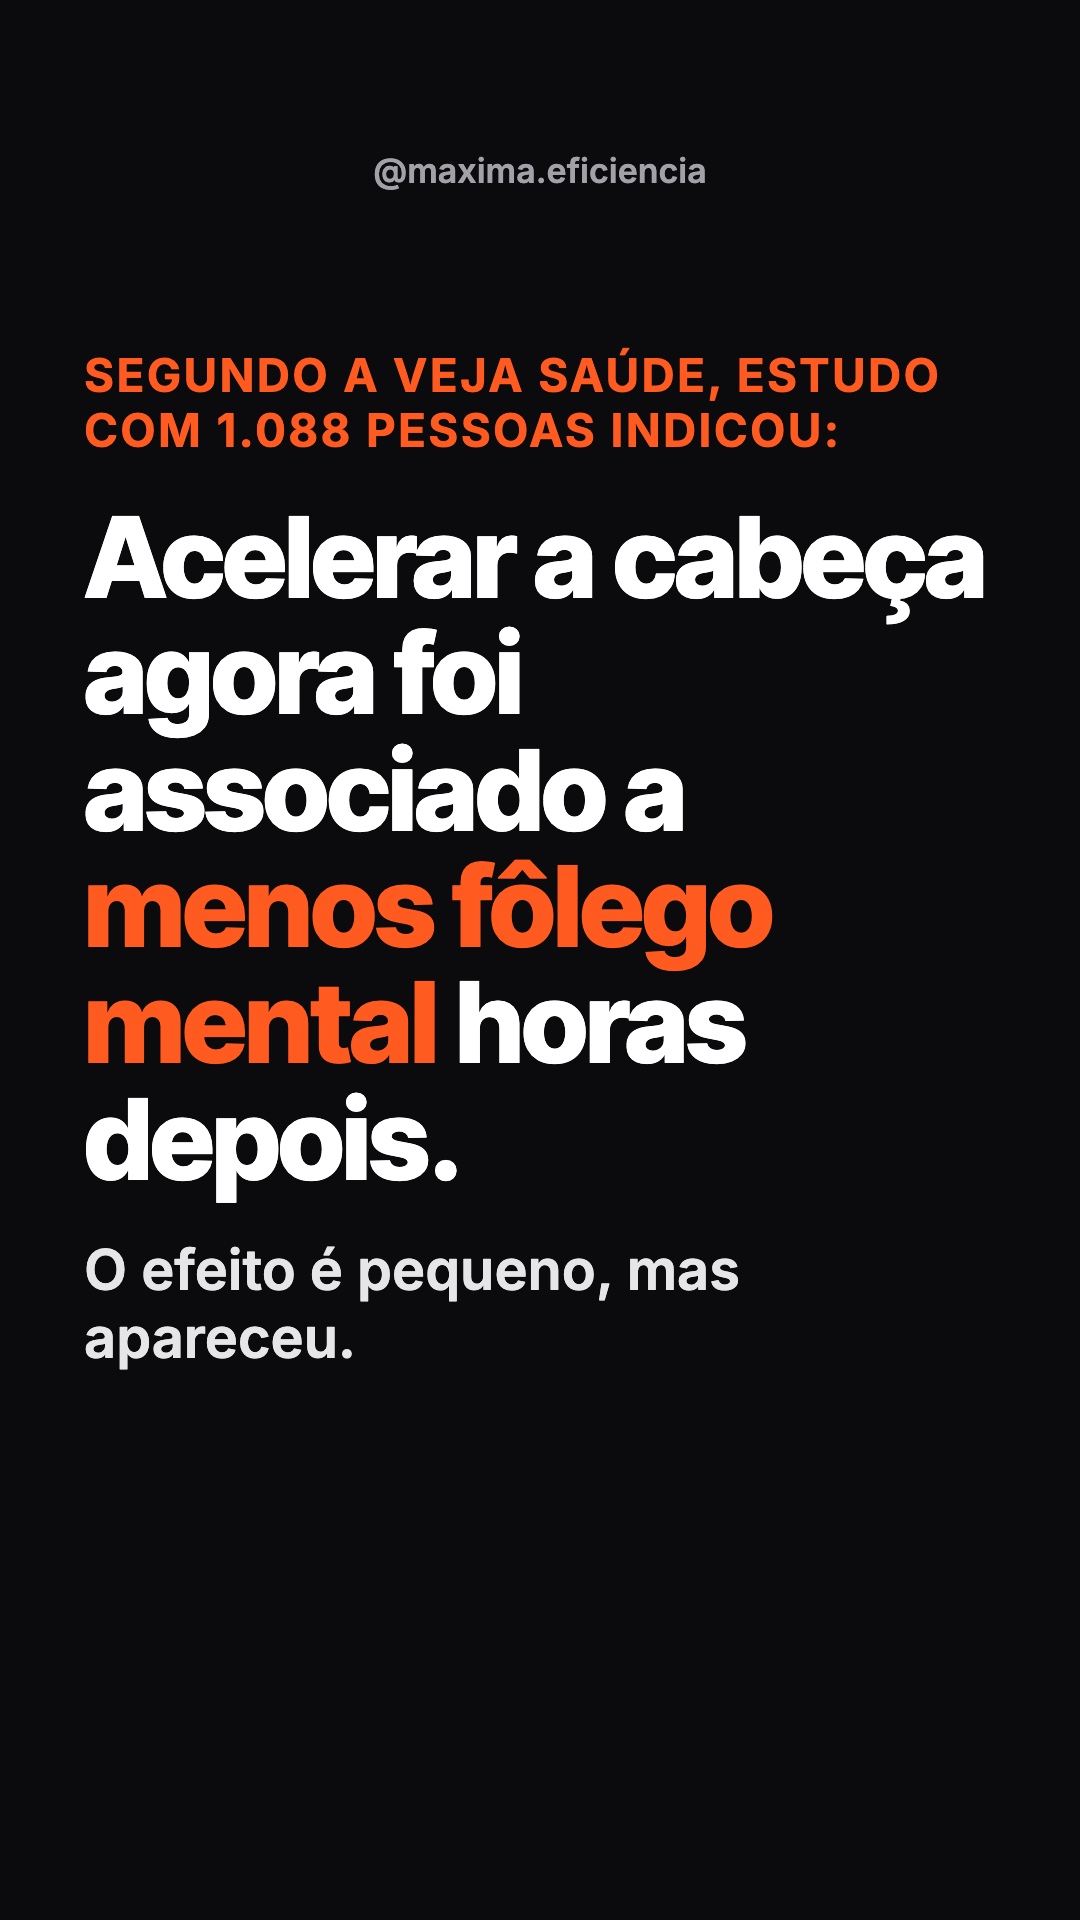 @maxima.eficiencia
SEGUNDO A VEJA SAÚDE, ESTUDO
COM 1.088 PESSOAS INDICOU:
Acelerar a cabeça
agora foi
associado a
menos fôlego
mental horas
depois.
O efeito é pequeno, mas
apareceu.